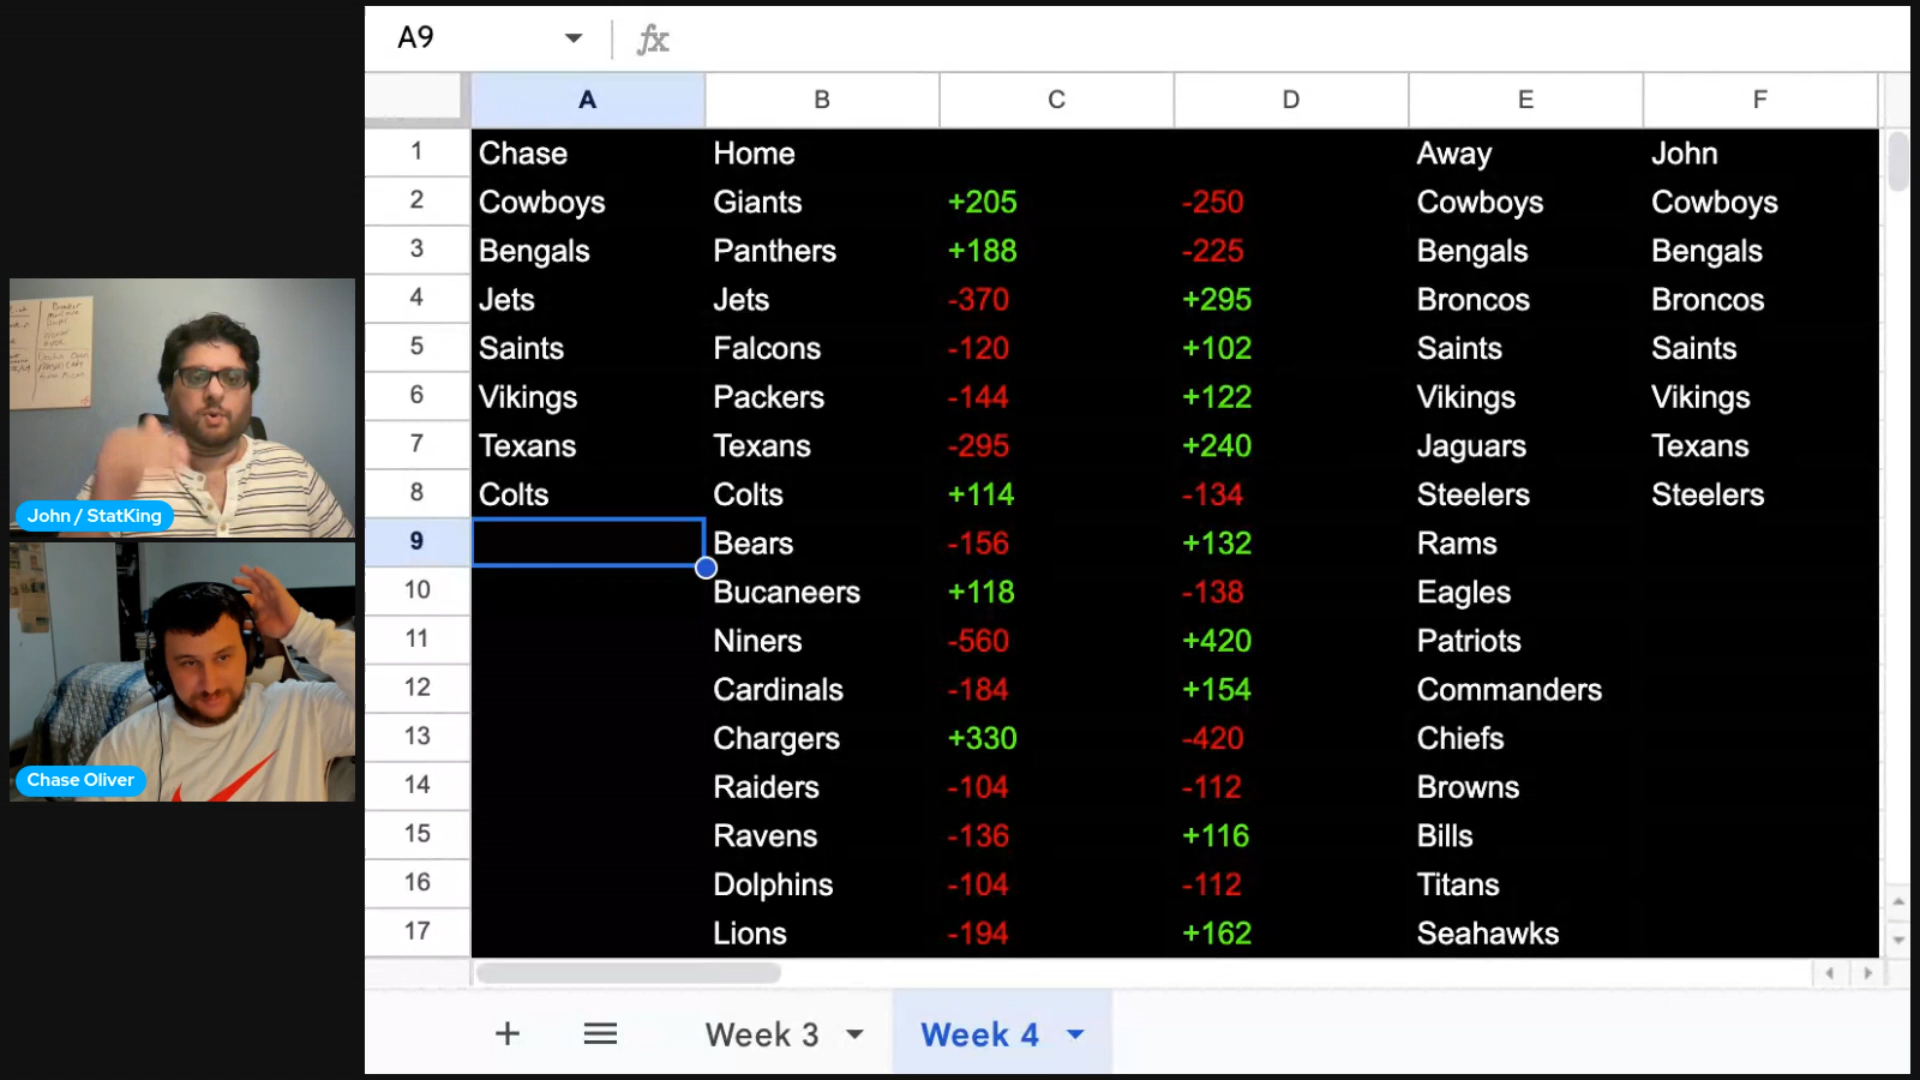 A9 fx
A B C D E F
1 Chase Home Away John
2 Cowboys Giants +205 -250 Cowboys Cowboys
3 Bengals Panthers +188 -225 Bengals Bengals
4 Jets Jets -370 +295 Broncos Broncos
5 Saints Falcons -120 +102 Saints Saints
6 Vikings Packers -144 +122 Vikings Vikings
7 Texans Texans -295 +240 Jaguars Texans
8 Colts Colts +114 -134 Steelers Steelers
9 Bears -156 +132 Rams
10 Bucaneers +118 -138 Eagles
11 Niners -560 +420 Patriots
12 Cardinals -184 +154 Commanders
13 Chargers +330 -420 Chiefs
14 Raiders -104 -112 Browns
15 Ravens -136 +116 Bills
16 Dolphins -104 -112 Titans
17 Lions -194 +162 Seahawks
+ Week 3 Week 4
John / StatKing
Chase Oliver